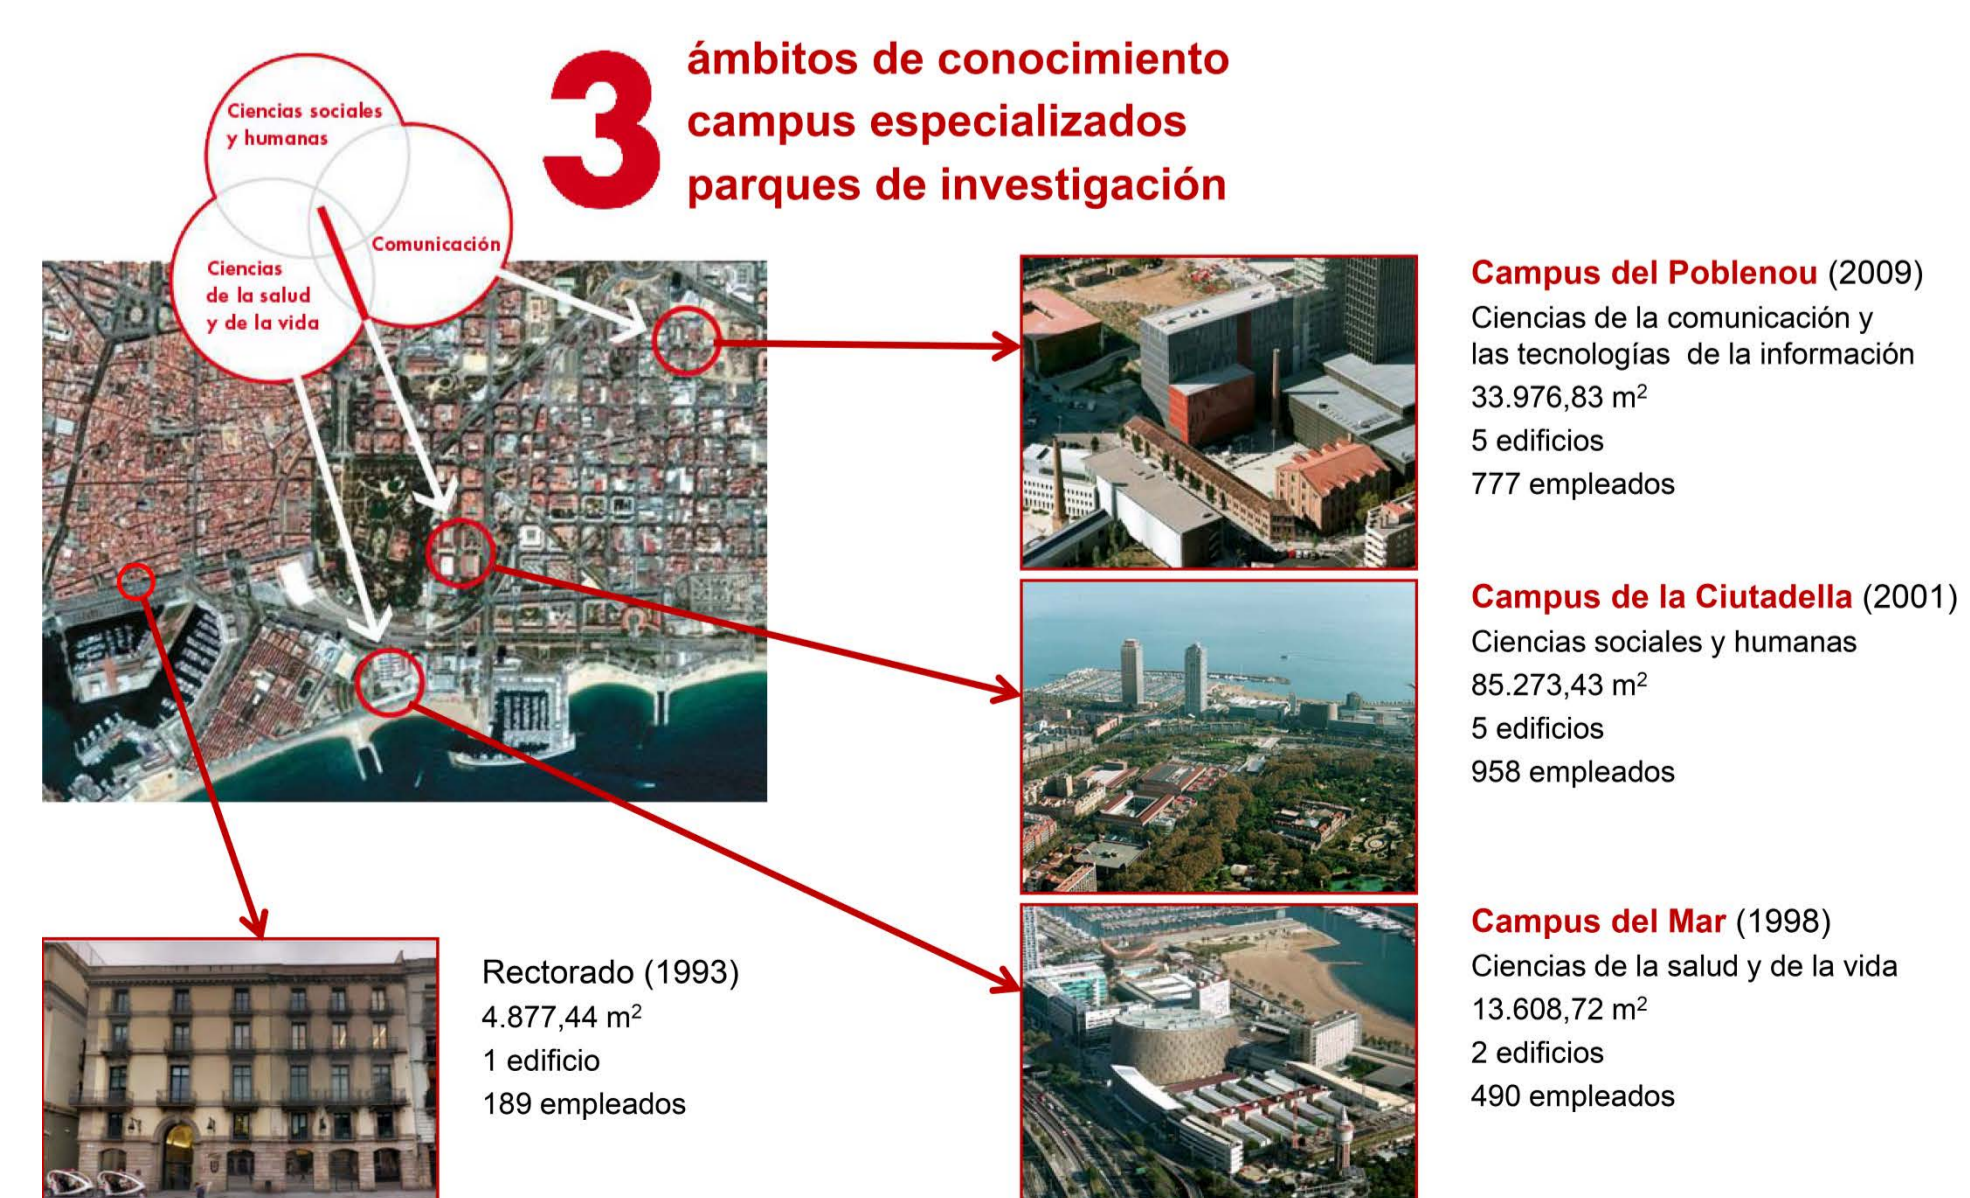 3
ámbitos de conocimiento
campus especializados
parques de investigación
Ciencias sociales
y humanas
Comunicación
Ciencias
de la salud
y de la vida
Campus del Poblenou (2009)
Ciencias de la comunicación y
las tecnologías de la información
33.976,83 m²
5 edificios
777 empleados
Campus de la Ciutadella (2001)
Ciencias sociales y humanas
85.273,43 m²
5 edificios
958 empleados
Campus del Mar (1998)
Ciencias de la salud y de la vida
13.608,72 m²
2 edificios
490 empleados
Rectorado (1993)
4.877,44 m²
1 edificio
189 empleados